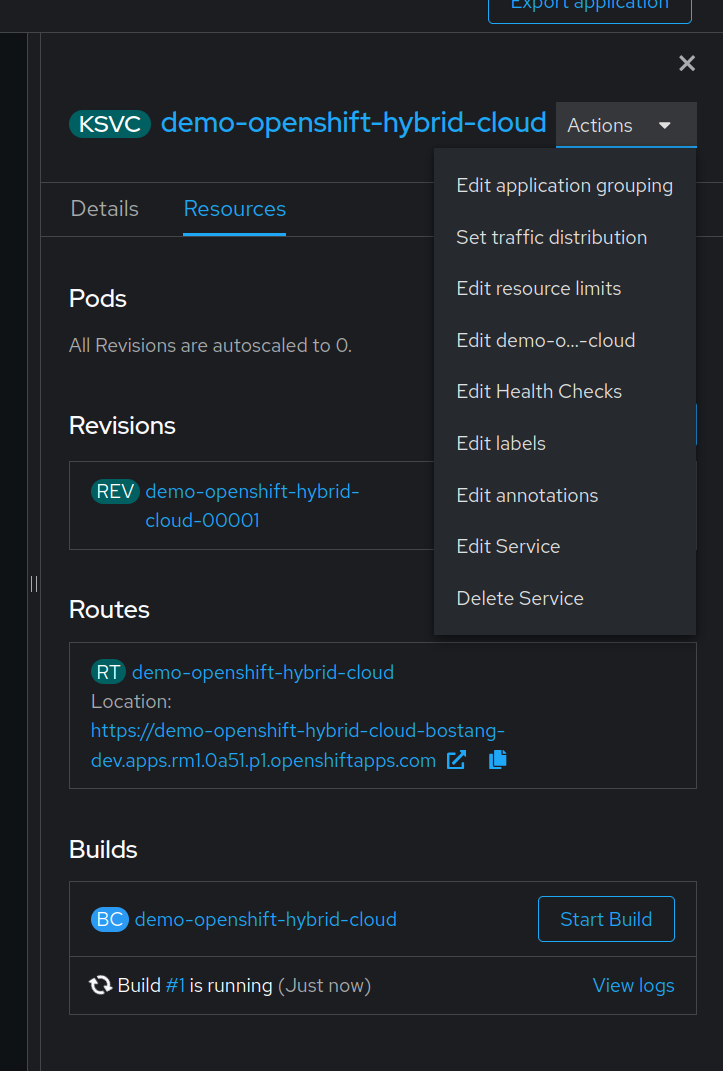 Export application
KSVC demo-openshift-hybrid-cloud
Actions
Edit application grouping
Set traffic distribution
Edit resource limits
Edit demo-o...-cloud
Edit Health Checks
Edit labels
Edit annotations
Edit Service
Delete Service
Details
Resources
Pods
All Revisions are autoscaled to 0.
Revisions
REV demo-openshift-hybrid-
cloud-00001
Routes
RT demo-openshift-hybrid-cloud
Location:
https://demo-openshift-hybrid-cloud-bostang-
dev.apps.rm1.0a51.p1.openshiftapps.com
Builds
BC demo-openshift-hybrid-cloud
Start Build
Build #1 is running (Just now)
View logs